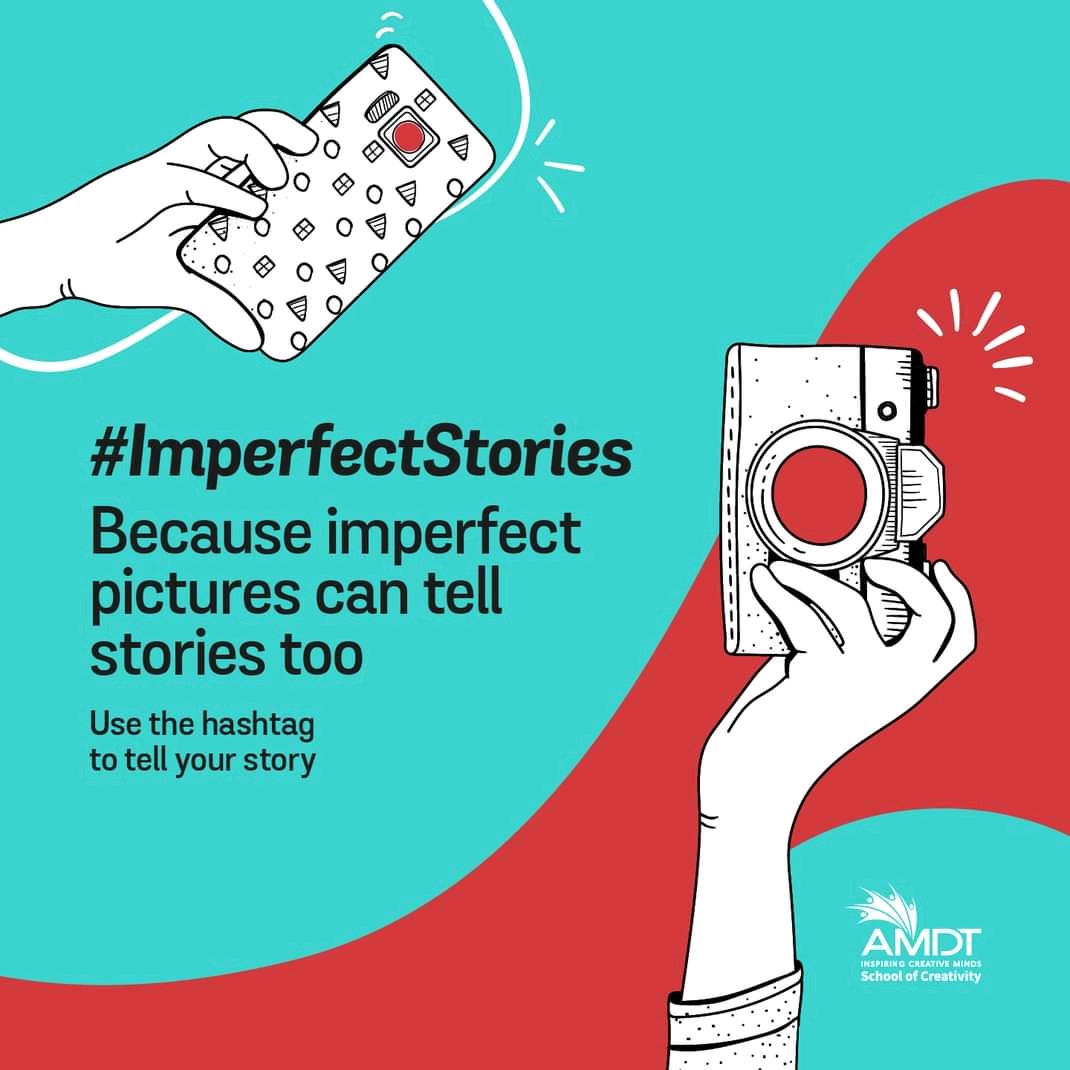 #ImperfectStories
Because imperfect
pictures can tell
stories too
Use the hashtag
to tell your story
AMDT
INSPIRING CREATIVE MINDS
School of Creativity